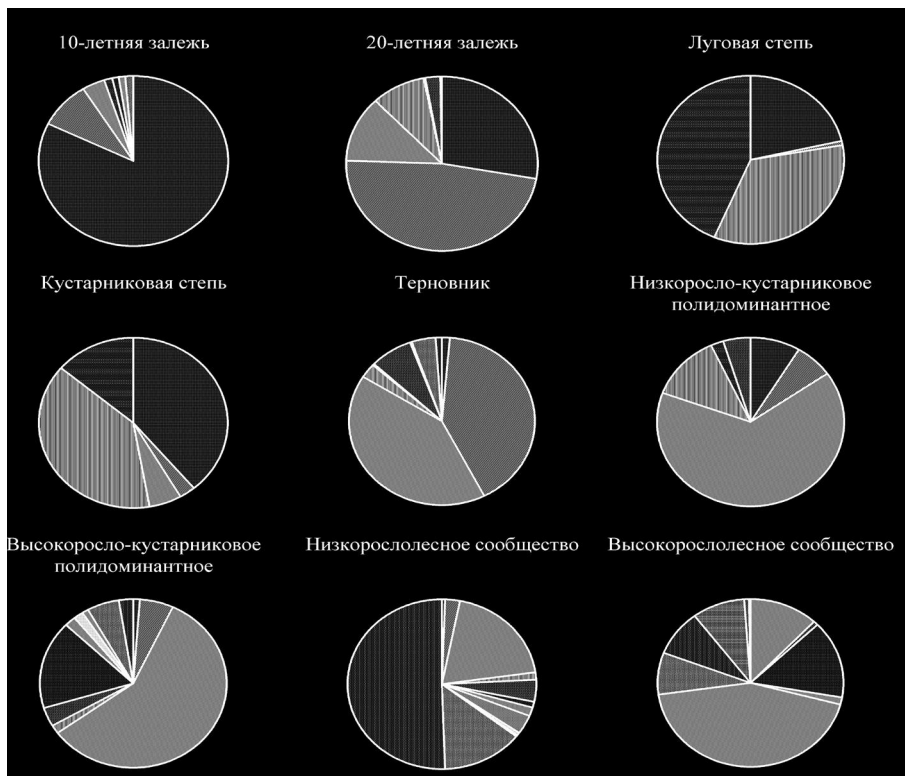 10-летняя залежь
20-летняя залежь
Луговая степь
Кустарниковая степь
Терновник
Низкоросло-кустарниковое
полидоминантное
Высокоросло-кустарниковое
полидоминантное
Низкорослолесное сообщество
Высокорослолесное сообщество